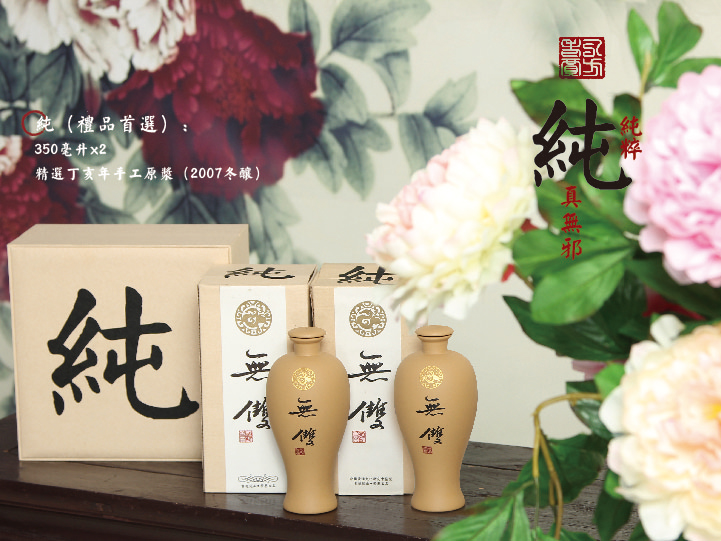 純（禮品首選）：
350毫升x2
精選丁亥年手工原漿（2007冬釀）
純
純粹
真無邪
純
純
純
無雙
無雙
無雙
無雙